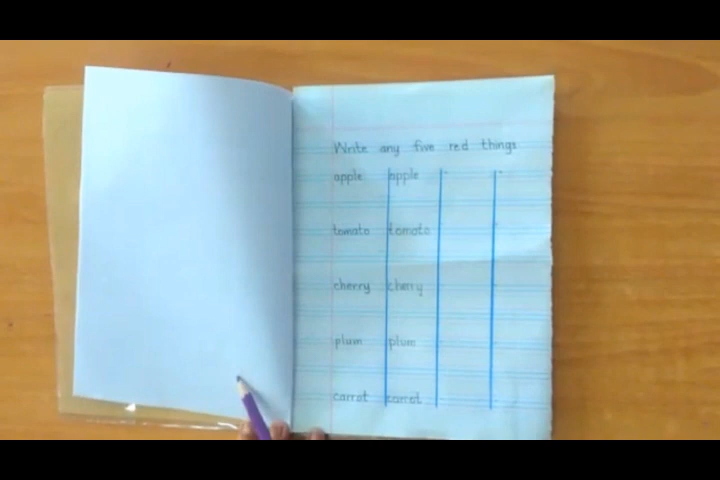 Write any five red things
apple apple
tomato tomato
cherry cherry
plum plum
carrot carrot